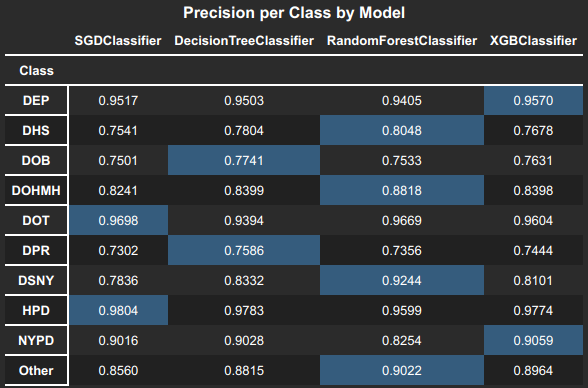 Precision per Class by Model
SGDClassifier DecisionTreeClassifier RandomForestClassifier XGBClassifier
Class
DEP 0.9517 0.9503 0.9405 0.9570
DHS 0.7541 0.7804 0.8048 0.7678
DOB 0.7501 0.7741 0.7533 0.7631
DOHMH 0.8241 0.8399 0.8818 0.8398
DOT 0.9698 0.9394 0.9669 0.9604
DPR 0.7302 0.7586 0.7356 0.7444
DSNY 0.7836 0.8332 0.9244 0.8101
HPD 0.9804 0.9783 0.9599 0.9774
NYPD 0.9016 0.9028 0.8254 0.9059
Other 0.8560 0.8815 0.9022 0.8964